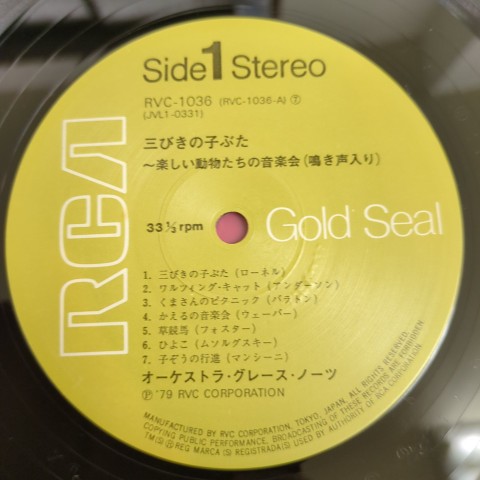 Side 1 Stereo
RVC-1036 (RVC-1036-A) ⑦
(JVL1-0331)
三びきの子ぶた
～楽しい動物たちの音楽会(鳴き声入り)
33 1/3 rpm
RCA
Gold Seal
1. 三びきの子ぶた(ローネル)
2. ワルツィング・キャット(アンダーソン)
3. くまさんのピクニック(バラトン)
4. かえるの音楽会(ウェーバー)
5. 草競馬(フォスター)
6. ひよこ(ムソルグスキー)
7. 子ぞうの行進(マンシーニ)
オーケストラ・グレース・ノーツ
Ⓟ '79 RVC CORPORATION
MANUFACTURED BY RVC CORPORATION, TOKYO, JAPAN. ALL RIGHTS RESERVED.
COPYING PUBLIC PERFORMANCE, BROADCASTING OF THESE RECORDS ARE FORBIDDEN.
TM(S) ® REG MARCA (S) REGISTRADA(S) USED BY AUTHORITY OF RCA CORPORATION.